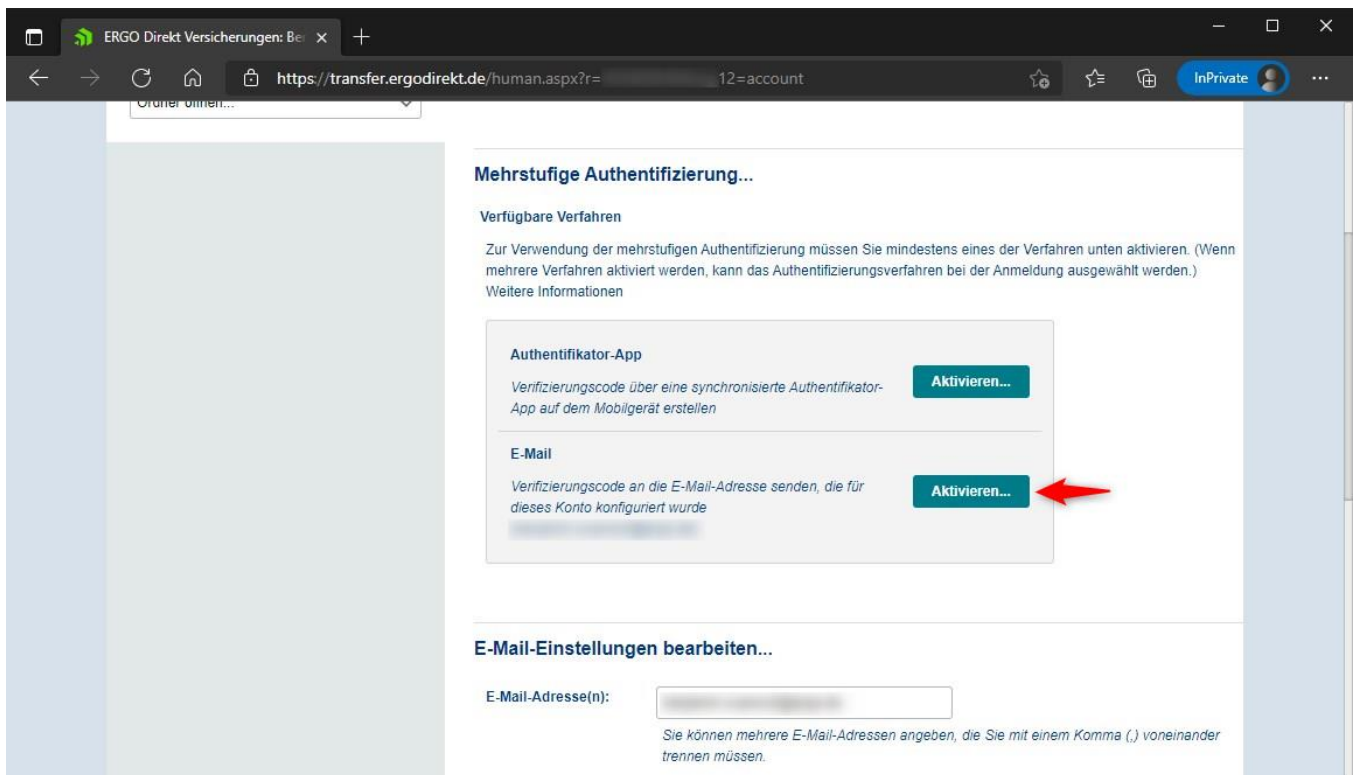 ERGO Direkt Versicherungen: Be
https://transfer.ergodirekt.de/human.aspx?r= 12=account
InPrivate
Ordner öffnen...
Mehrstufige Authentifizierung...
Verfügbare Verfahren
Zur Verwendung der mehrstufigen Authentifizierung müssen Sie mindestens eines der Verfahren unten aktivieren. (Wenn
mehrere Verfahren aktiviert werden, kann das Authentifizierungsverfahren bei der Anmeldung ausgewählt werden.)
Weitere Informationen
Authentifikator-App
Verifizierungscode über eine synchronisierte Authentifikator-
App auf dem Mobilgerät erstellen
Aktivieren...
E-Mail
Verifizierungscode an die E-Mail-Adresse senden, die für
dieses Konto konfiguriert wurde
Aktivieren...
E-Mail-Einstellungen bearbeiten...
E-Mail-Adresse(n):
Sie können mehrere E-Mail-Adressen angeben, die Sie mit einem Komma (,) voneinander
trennen müssen.